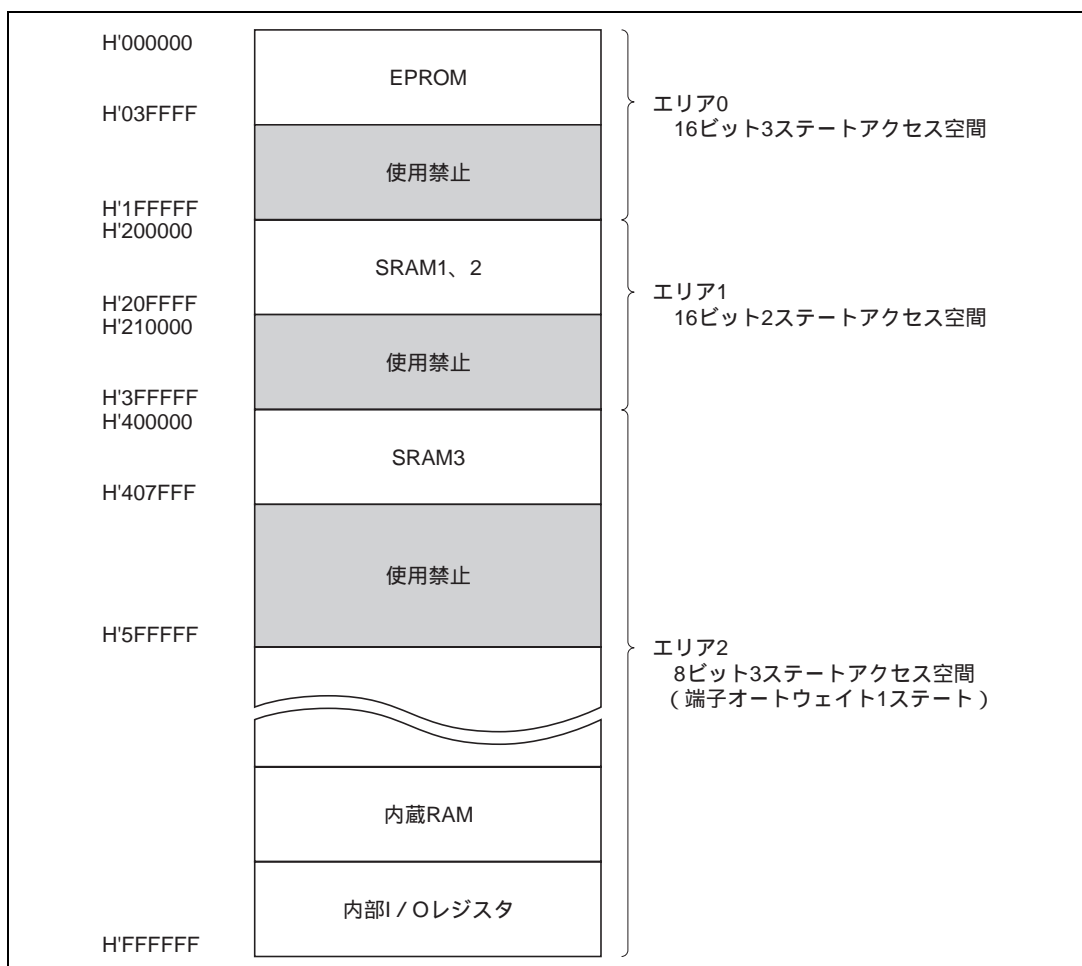 H'000000
EPROM
H'03FFFF
エリア0
16ビット3ステートアクセス空間
使用禁止
H'1FFFFF
H'200000
SRAM1、2
H'20FFFF
H'210000
エリア1
16ビット2ステートアクセス空間
使用禁止
H'3FFFFF
H'400000
SRAM3
H'407FFF
使用禁止
H'5FFFFF
エリア2
8ビット3ステートアクセス空間
（端子オートウェイト1ステート）
内蔵RAM
内部I／Oレジスタ
H'FFFFFF